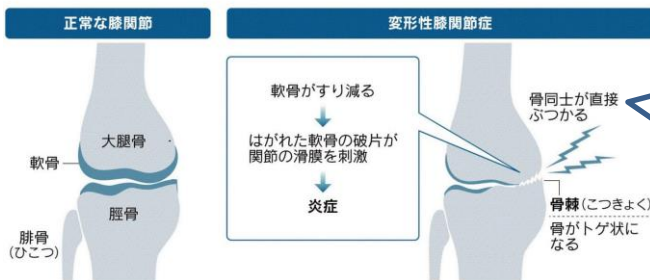 正常な膝関節
大腿骨
軟骨
脛骨
腓骨
(ひこつ)
変形性膝関節症
軟骨がすり減る
はがれた軟骨の破片が
関節の滑膜を刺激
炎症
骨同士が直接
ぶつかる
骨棘(こつきょく)
骨がトゲ状に
なる